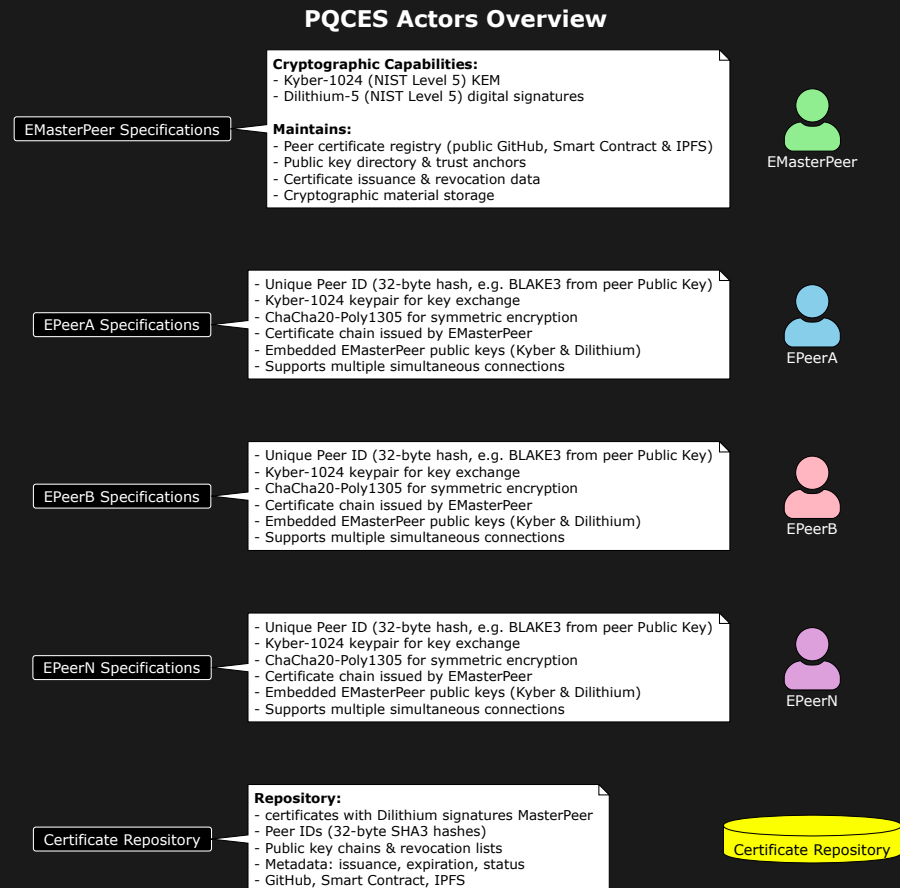 PQCES Actors Overview
EMasterPeer Specifications
Cryptographic Capabilities:
- Kyber-1024 (NIST Level 5) KEM
- Dilithium-5 (NIST Level 5) digital signatures
Maintains:
- Peer certificate registry (public GitHub, Smart Contract & IPFS)
- Public key directory & trust anchors
- Certificate issuance & revocation data
- Cryptographic material storage
EMasterPeer
EPeerA Specifications
- Unique Peer ID (32-byte hash, e.g. BLAKE3 from peer Public Key)
- Kyber-1024 keypair for key exchange
- ChaCha20-Poly1305 for symmetric encryption
- Certificate chain issued by EMasterPeer
- Embedded EMasterPeer public keys (Kyber & Dilithium)
- Supports multiple simultaneous connections
EPeerA
EPeerB Specifications
- Unique Peer ID (32-byte hash, e.g. BLAKE3 from peer Public Key)
- Kyber-1024 keypair for key exchange
- ChaCha20-Poly1305 for symmetric encryption
- Certificate chain issued by EMasterPeer
- Embedded EMasterPeer public keys (Kyber & Dilithium)
- Supports multiple simultaneous connections
EPeerB
EPeerN Specifications
- Unique Peer ID (32-byte hash, e.g. BLAKE3 from peer Public Key)
- Kyber-1024 keypair for key exchange
- ChaCha20-Poly1305 for symmetric encryption
- Certificate chain issued by EMasterPeer
- Embedded EMasterPeer public keys (Kyber & Dilithium)
- Supports multiple simultaneous connections
EPeerN
Certificate Repository
Repository:
- certificates with Dilithium signatures MasterPeer
- Peer IDs (32-byte SHA3 hashes)
- Public key chains & revocation lists
- Metadata: issuance, expiration, status
- GitHub, Smart Contract, IPFS
Certificate Repository